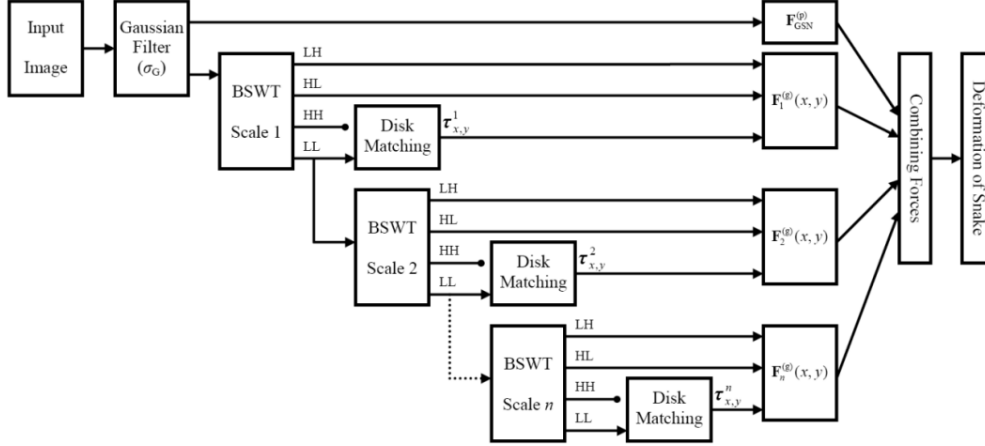 Input
Image
Gaussian
Filter
(σG)
F(p)GSN
BSWT
Scale 1
LH
HL
HH
LL
Disk
Matching
τ1x,y
F1(g)(x, y)
BSWT
Scale 2
LH
HL
HH
LL
Disk
Matching
τ2x,y
F2(g)(x, y)
BSWT
Scale n
LH
HL
HH
LL
Disk
Matching
τnx,y
Fn(g)(x, y)
Combining Forces
Deformation of Snake